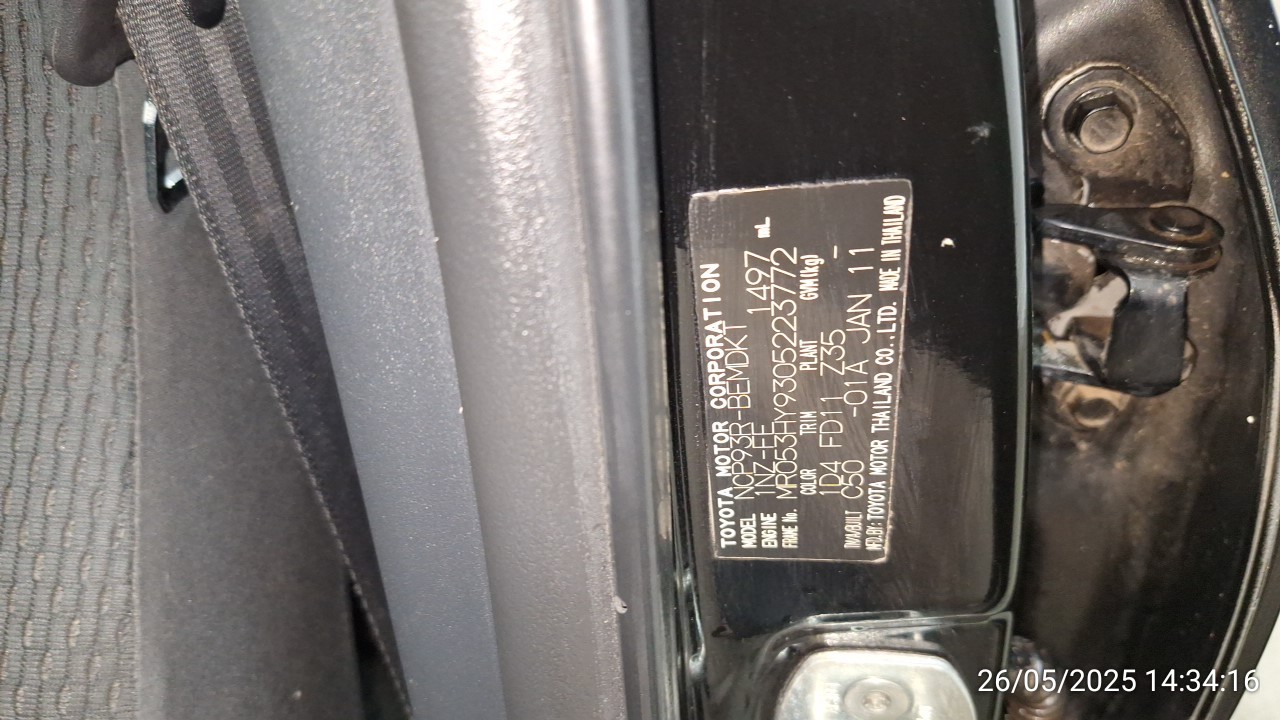 TOYOTA MOTOR CORPORATION
MODEL NCP93R-BEMDKT 1497 mL
ENGINE 1NZ-FE
FRAME No. MR053HY9305223772
COLOR TRIM PLANT GVM(kg)
1D4 FD11 Z35 -
T/A/BUILT C50 -01A JAN 11
MFD.BY:TOYOTA MOTOR THAILAND CO.,LTD. MADE IN THAILAND
26/05/2025 14:34:16